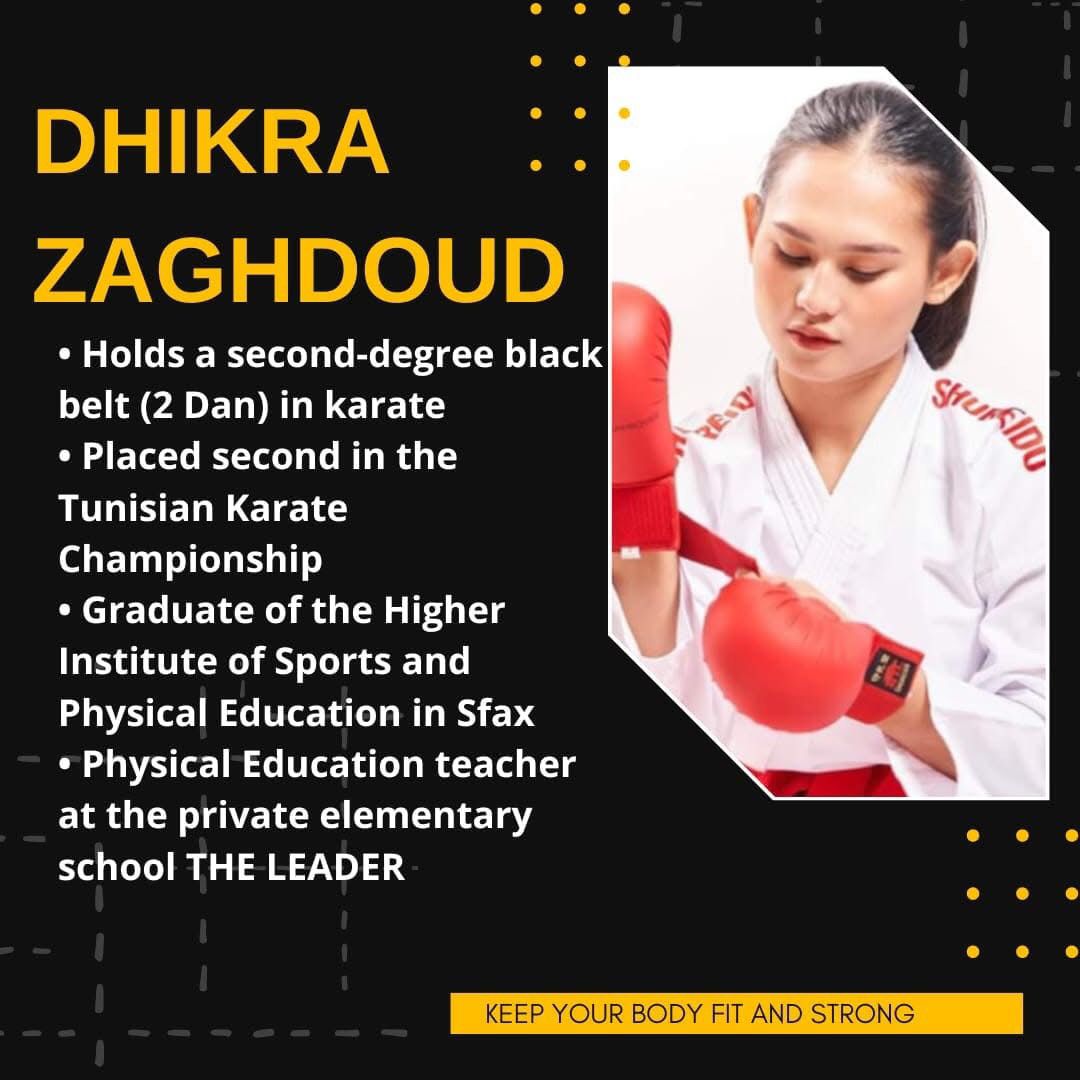 DHIKRA
ZAGHDOUD
• Holds a second-degree black
belt (2 Dan) in karate
• Placed second in the
Tunisian Karate
Championship
• Graduate of the Higher
Institute of Sports and
Physical Education in Sfax
• Physical Education teacher
at the private elementary
school THE LEADER
KEEP YOUR BODY FIT AND STRONG